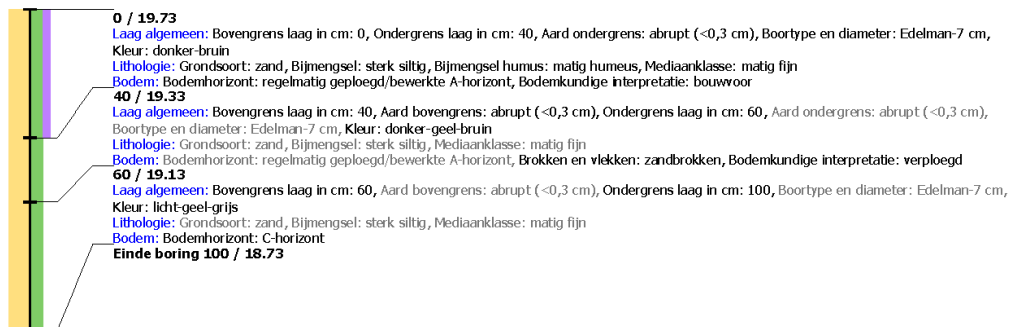 0 / 19.73
Laag algemeen: Bovengrens laag in cm: 0, Ondergrens laag in cm: 40, Aard ondergrens: abrupt (<0,3 cm), Boortype en diameter: Edelman-7 cm,
Kleur: donker-bruin
Lithologie: Grondsoort: zand, Bijmengsel: sterk siltig, Bijmengsel humus: matig humeus, Mediaanklasse: matig fijn
Bodem: Bodemhorizont: regelmatig geploegd/bewerkte A-horizont, Bodemkundige interpretatie: bouwvoor
40 / 19.33
Laag algemeen: Bovengrens laag in cm: 40, Aard bovengrens: abrupt (<0,3 cm), Ondergrens laag in cm: 60, Aard ondergrens: abrupt (<0,3 cm),
Boortype en diameter: Edelman-7 cm, Kleur: donker-geel-bruin
Lithologie: Grondsoort: zand, Bijmengsel: sterk siltig, Mediaanklasse: matig fijn
Bodem: Bodemhorizont: regelmatig geploegd/bewerkte A-horizont, Brokken en vlekken: zandbrokken, Bodemkundige interpretatie: verploegd
60 / 19.13
Laag algemeen: Bovengrens laag in cm: 60, Aard bovengrens: abrupt (<0,3 cm), Ondergrens laag in cm: 100, Boortype en diameter: Edelman-7 cm,
Kleur: licht-geel-grijs
Lithologie: Grondsoort: zand, Bijmengsel: sterk siltig, Mediaanklasse: matig fijn
Bodem: Bodemhorizont: C-horizont
Einde boring 100 / 18.73